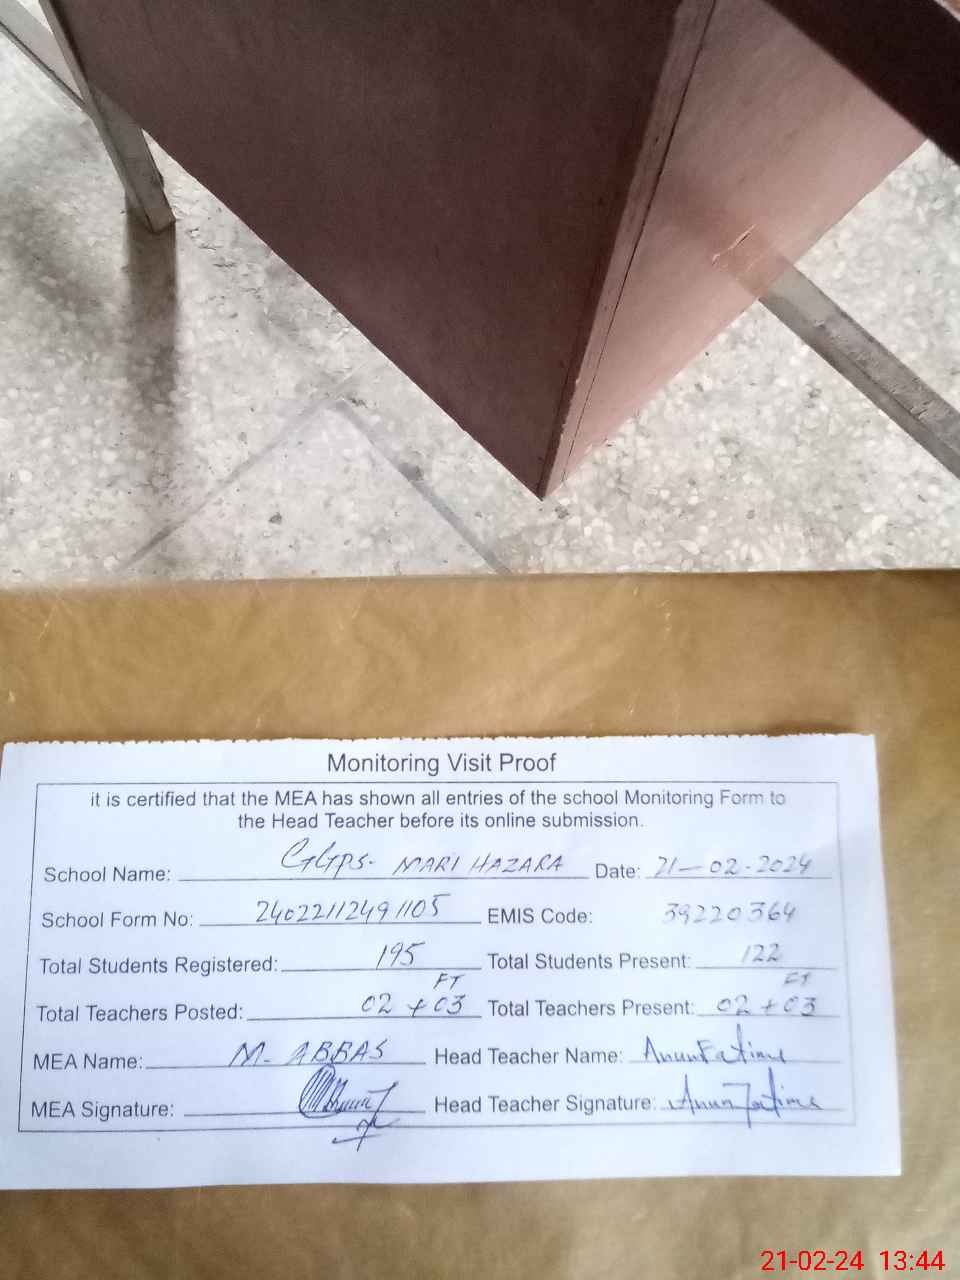 Monitoring Visit Proof
it is certified that the MEA has shown all entries of the school Monitoring Form to
the Head Teacher before its online submission.
School Name: GGPS. MARI HAZARA Date: 21-02-2024
School Form No: 24022112491105 EMIS Code: 39220364
Total Students Registered: 195 Total Students Present: 122
FT FT
Total Teachers Posted: 02 + 03 Total Teachers Present: 02 + 03
MEA Name: M. ABBAS Head Teacher Name: Anum Fatima
MEA Signature: Head Teacher Signature: Anum Fatima
21-02-24 13:44